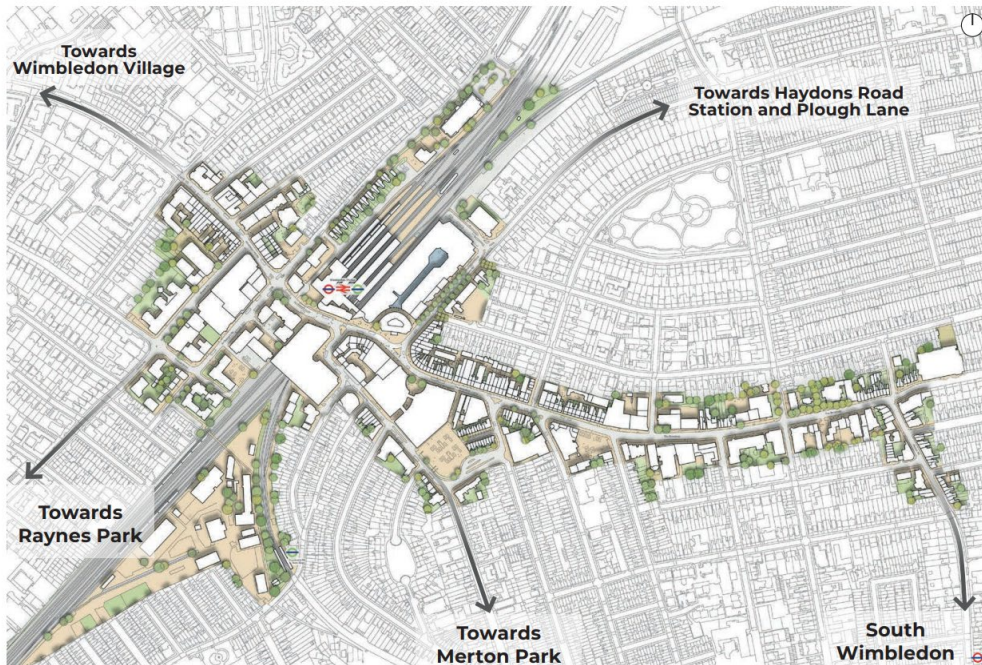 Towards
Wimbledon Village
Towards Haydons Road
Station and Plough Lane
Towards
Raynes Park
Towards
Merton Park
South
Wimbledon